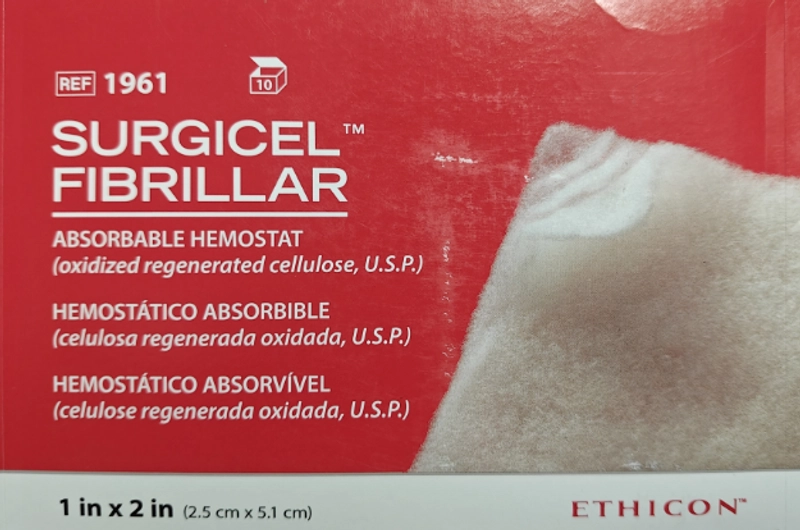 REF 1961
10
SURGICEL™
FIBRILLAR
ABSORBABLE HEMOSTAT
(oxidized regenerated cellulose, U.S.P.)
HEMOSTÁTICO ABSORBIBLE
(celulosa regenerada oxidada, U.S.P.)
HEMOSTÁTICO ABSORVÍVEL
(celulose regenerada oxidada, U.S.P.)
1 in x 2 in (2.5 cm x 5.1 cm)
ETHICON™